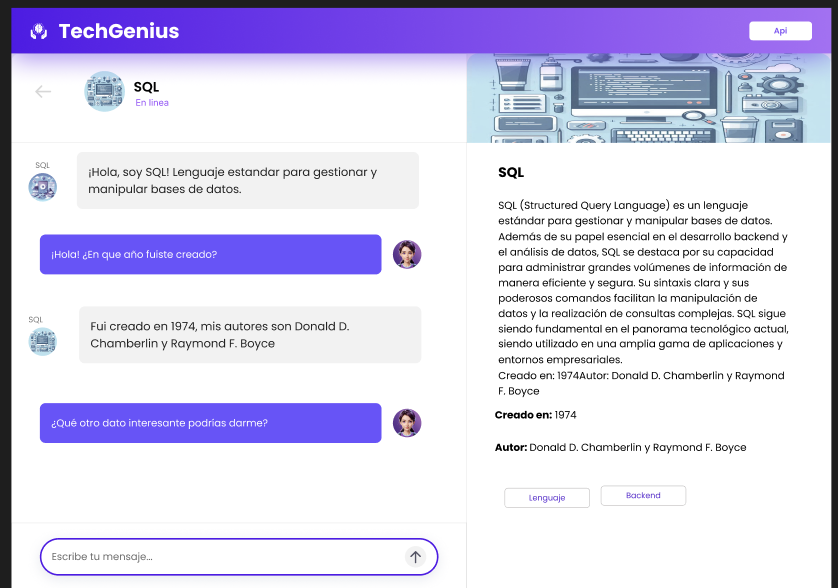 TechGenius
Api
SQL
En linea
SQL
¡Hola, soy SQL! Lenguaje estandar para gestionar y
manipular bases de datos.
¡Hola! ¿En que año fuiste creado?
SQL
Fui creado en 1974, mis autores son Donald D.
Chamberlin y Raymond F. Boyce
¿Qué otro dato interesante podrías darme?
Escribe tu mensaje...
SQL
SQL (Structured Query Language) es un lenguaje
estándar para gestionar y manipular bases de datos.
Además de su papel esencial en el desarrollo backend y
el análisis de datos, SQL se destaca por su capacidad
para administrar grandes volúmenes de información de
manera eficiente y segura. Su sintaxis clara y sus
poderosos comandos facilitan la manipulación de
datos y la realización de consultas complejas. SQL sigue
siendo fundamental en el panorama tecnológico actual,
siendo utilizado en una amplia gama de aplicaciones y
entornos empresariales.
Creado en: 1974Autor: Donald D. Chamberlin y Raymond
F. Boyce
Creado en: 1974
Autor: Donald D. Chamberlin y Raymond F. Boyce
Lenguaje
Backend